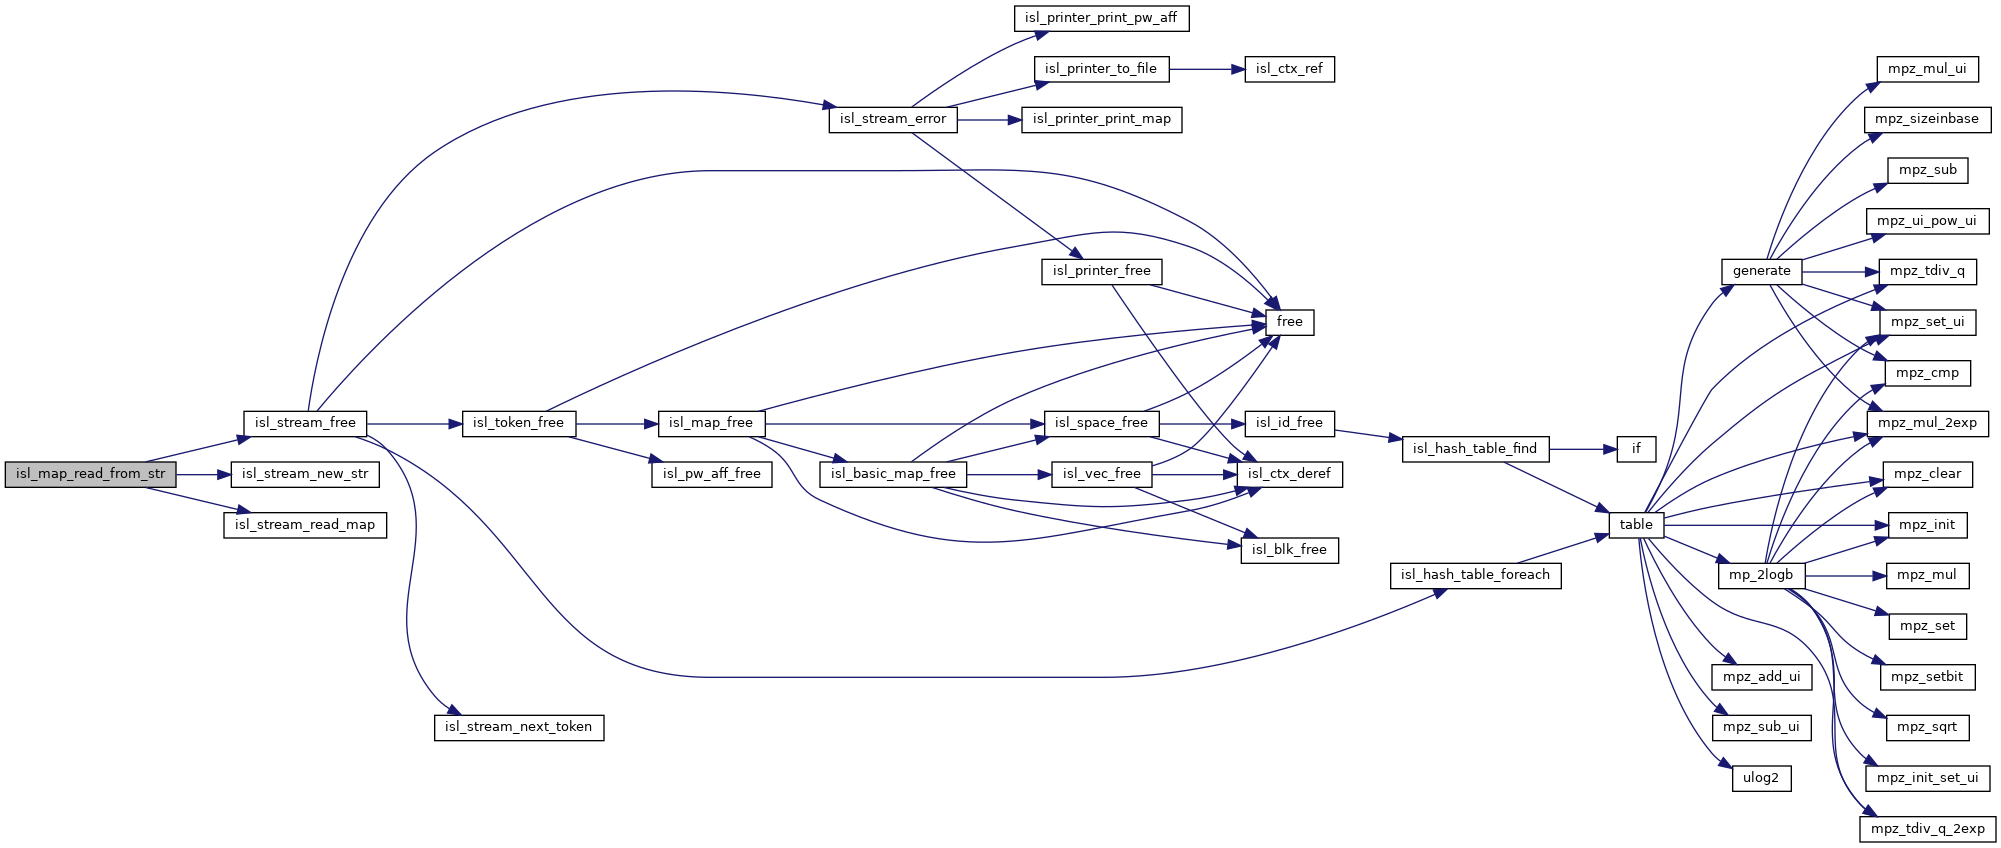 isl_map_read_from_str
isl_stream_free
isl_stream_new_str
isl_stream_read_map
isl_token_free
isl_stream_next_token
isl_map_free
isl_pw_aff_free
isl_stream_error
isl_basic_map_free
isl_printer_print_pw_aff
isl_printer_to_file
isl_printer_print_map
isl_printer_free
isl_space_free
isl_vec_free
isl_ctx_ref
free
isl_id_free
isl_ctx_deref
isl_blk_free
isl_hash_table_find
isl_hash_table_foreach
if
table
generate
mp_2logb
mpz_add_ui
mpz_sub_ui
ulog2
mpz_mul_ui
mpz_sizeinbase
mpz_sub
mpz_ui_pow_ui
mpz_tdiv_q
mpz_set_ui
mpz_cmp
mpz_mul_2exp
mpz_clear
mpz_init
mpz_mul
mpz_set
mpz_setbit
mpz_sqrt
mpz_init_set_ui
mpz_tdiv_q_2exp